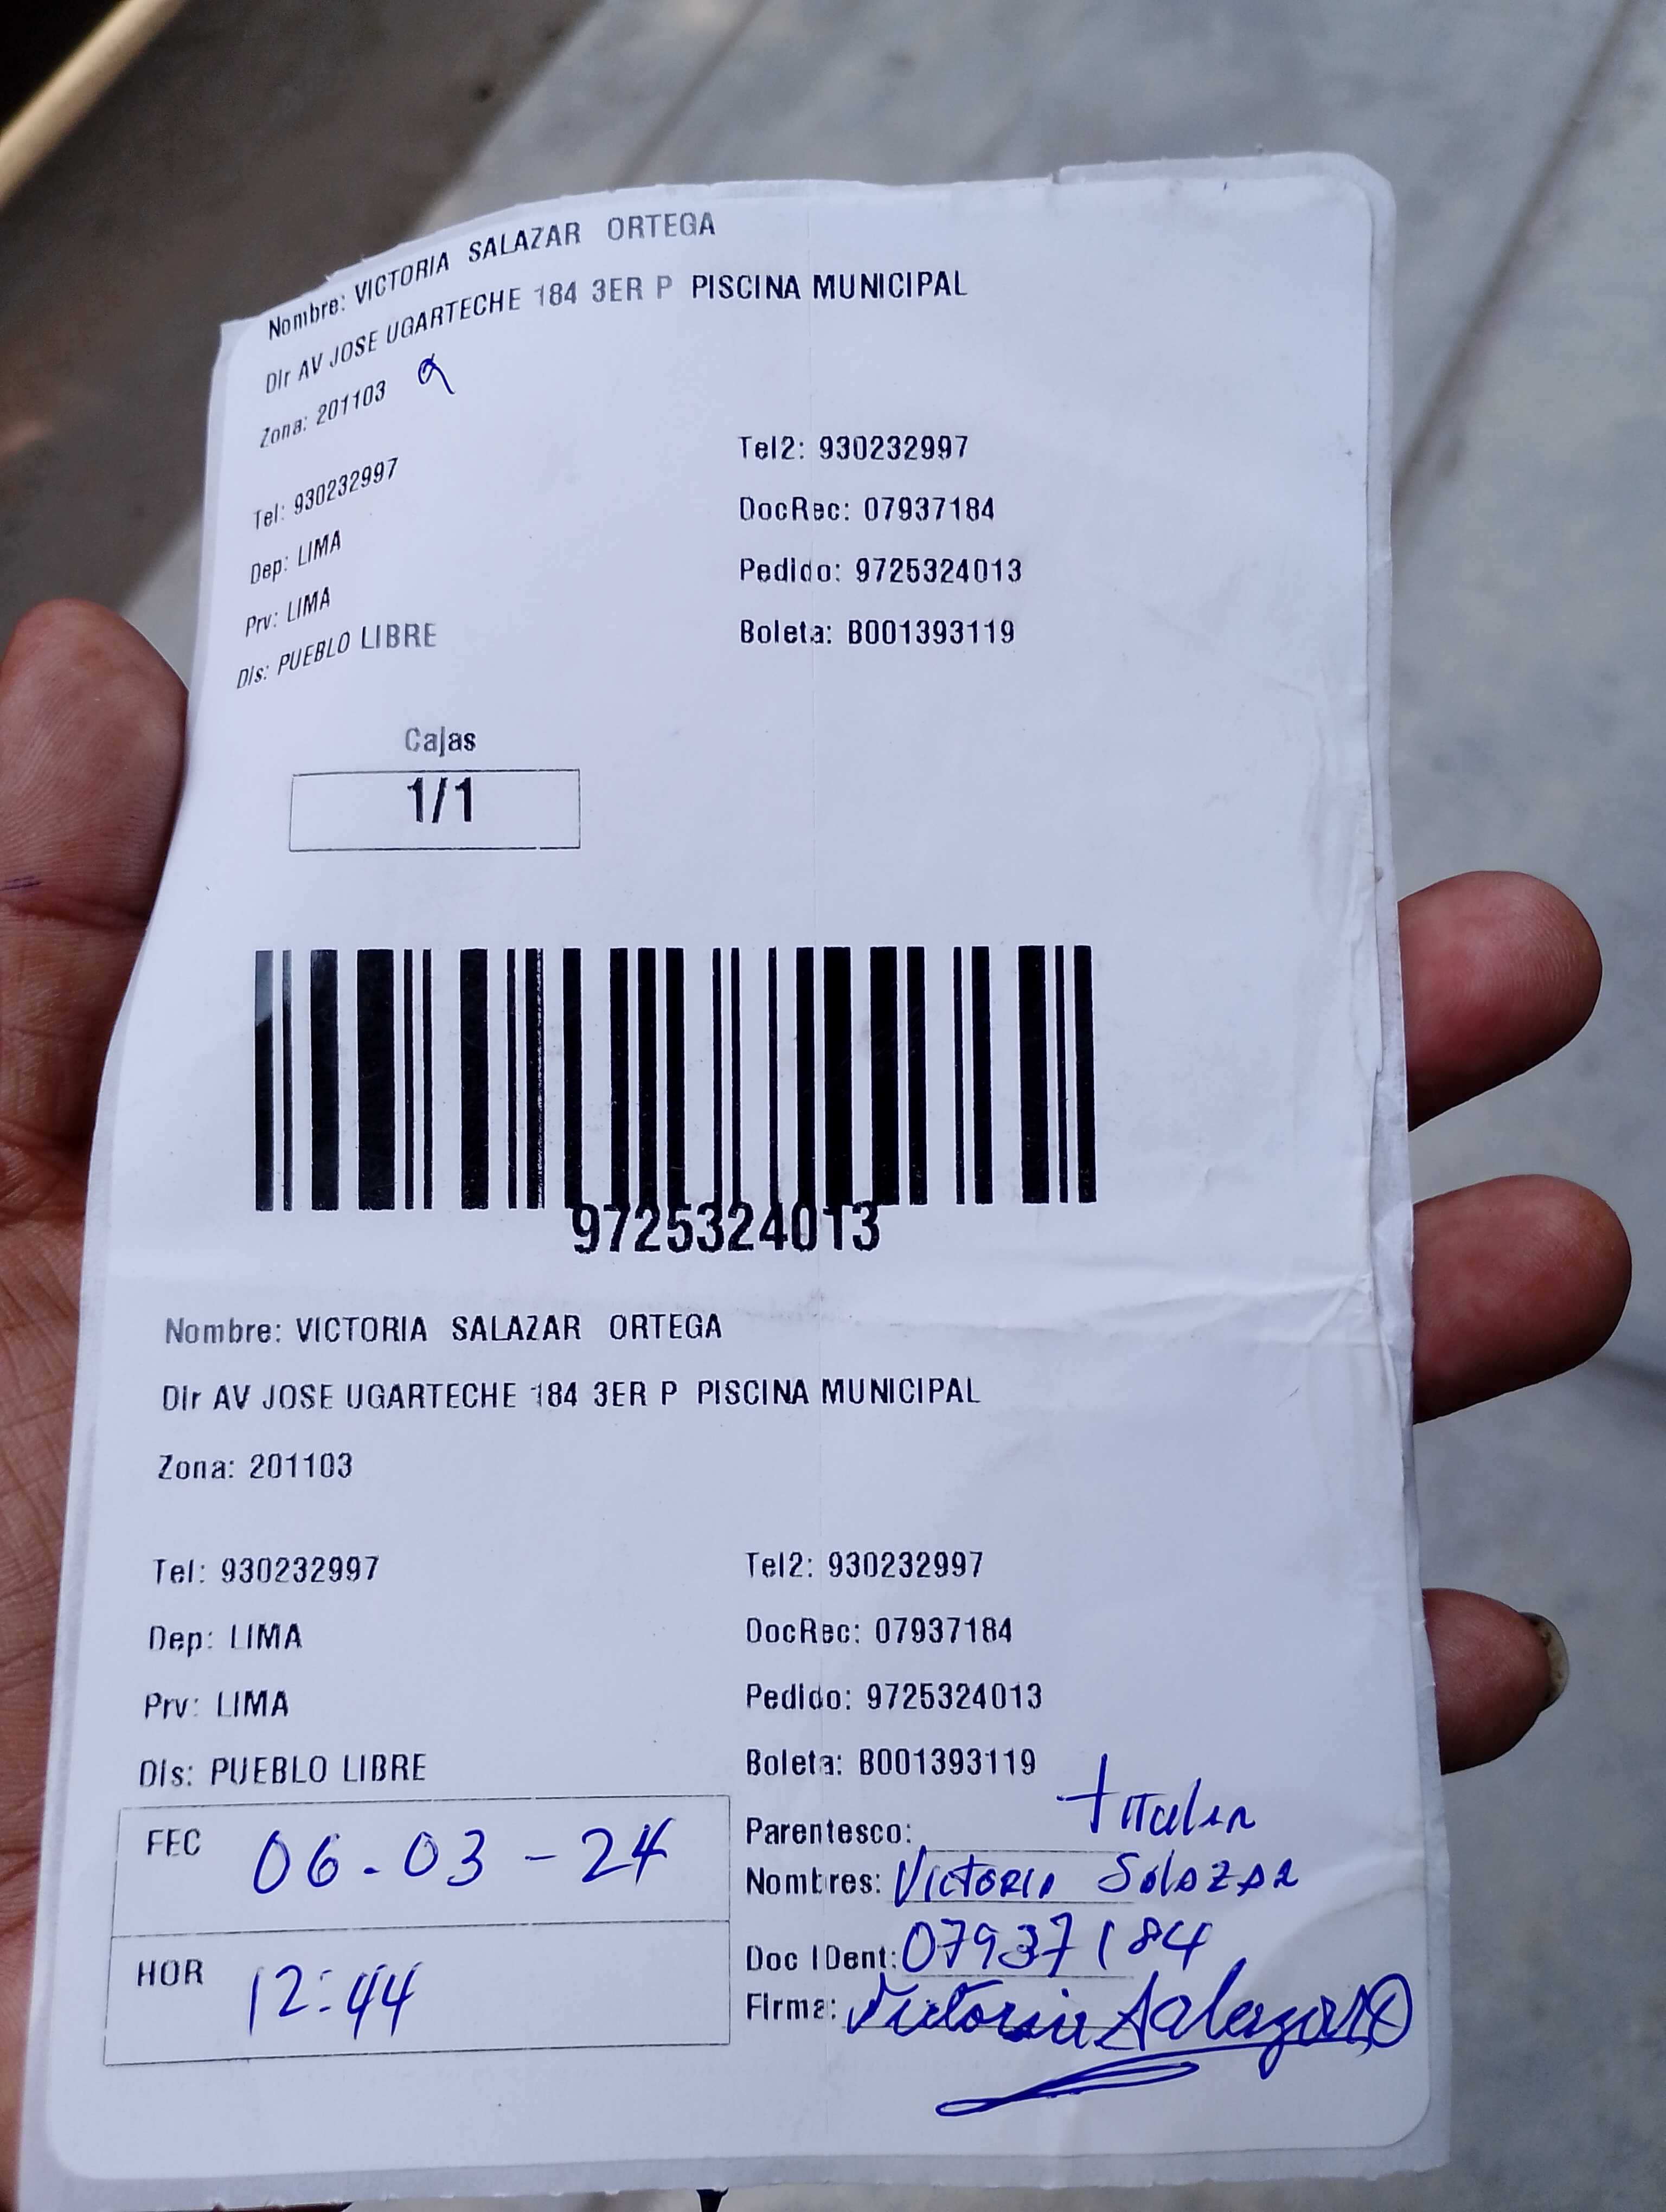 Nombre: VICTORIA SALAZAR ORTEGA
Dir AV JOSE UGARTECHE 184 3ER P PISCINA MUNICIPAL
Zona: 201103
Tel: 930232997
Tel2: 930232997
Dep: LIMA
DocRec: 07937184
Prv: LIMA
Pedido: 9725324013
Dis: PUEBLO LIBRE
Boleta: B001393119
Cajas
1/1
9725324013
Nombre: VICTORIA SALAZAR ORTEGA
Dir AV JOSE UGARTECHE 184 3ER P PISCINA MUNICIPAL
Zona: 201103
Tel: 930232997
Tel2: 930232997
Dep: LIMA
DocRec: 07937184
Prv: LIMA
Pedido: 9725324013
Dis: PUEBLO LIBRE
Boleta: B001393119
FEC 06-03-24
Parentesco: titular
Nombres: Victoria Salazar
HOR 12:44
Doc IDent: 07937184
Firma: Victoria Salazar O